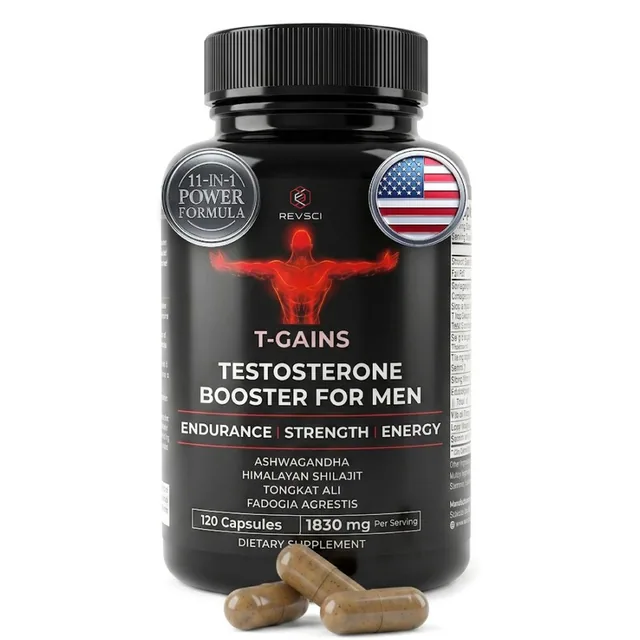 11-IN-1
POWER
FORMULA
REVSCI
T-GAINS
TESTOSTERONE
BOOSTER FOR MEN
ENDURANCE | STRENGTH | ENERGY
ASHWAGANDHA
HIMALAYAN SHILAJIT
TONGKAT ALI
FADOGIA AGRESTIS
120 Capsules | 1830 mg Per Serving
DIETARY SUPPLEMENT